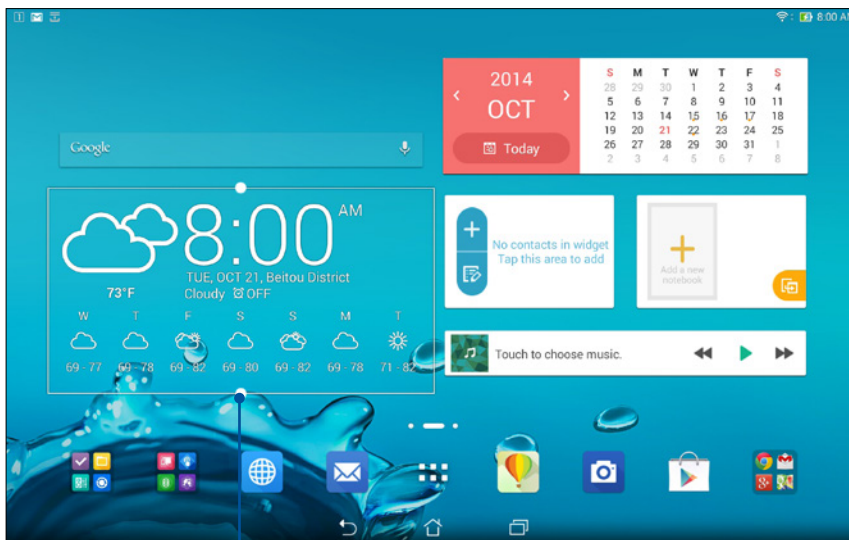 1
8:00 AM
2014
OCT
Today
S M T W T F S
28 29 30 1 2 3 4
5 6 7 8 9 10 11
12 13 14 15 16 17 18
19 20 21 22 23 24 25
26 27 28 29 30 31 1
2 3 4 5 6 7 8
Google
8:00 AM
TUE, OCT 21, Beitou District
73°F Cloudy OFF
W T F S S M T
69 - 77 69 - 78 69 - 82 69 - 80 69 - 82 69 - 78 71 - 82
No contacts in widget
Tap this area to add
Add a new
notebook
Touch to choose music.